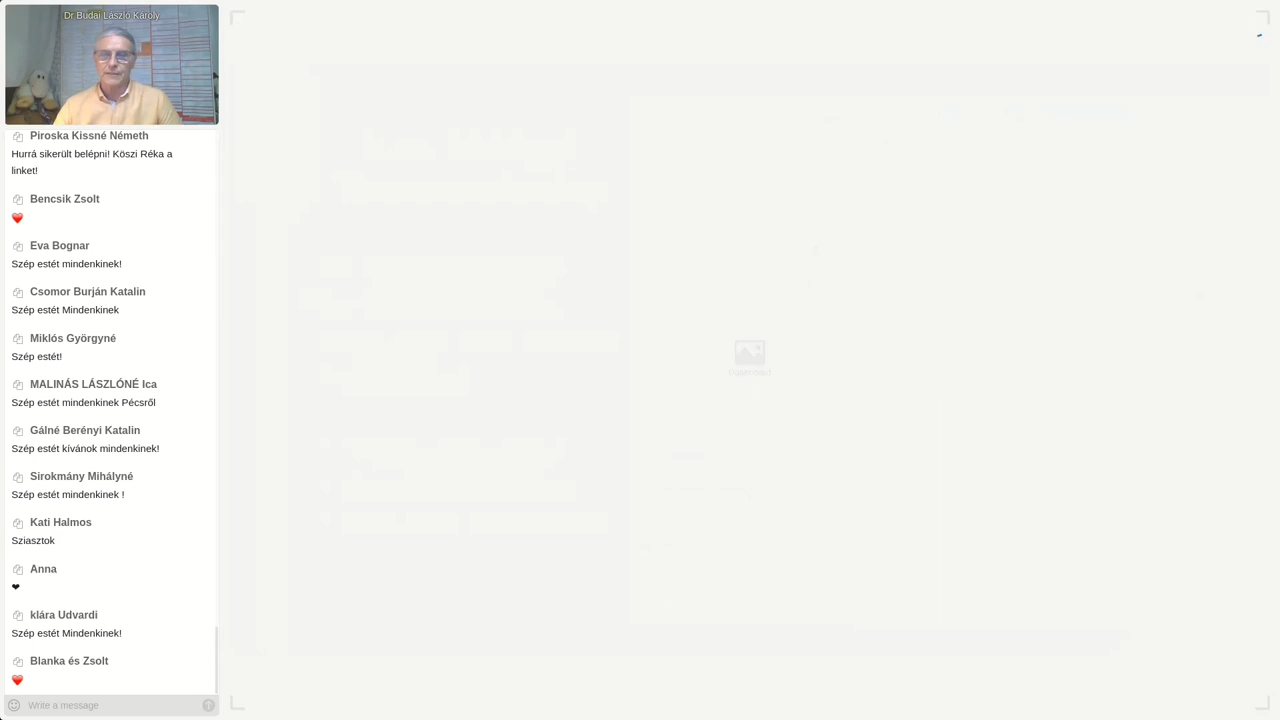 Dr Budai László Károly
Piroska Kissné Németh
Hurrá sikerült belépni! Köszi Réka a
linket!
Bencsik Zsolt
Eva Bognar
Szép estét mindenkinek!
Csomor Burján Katalin
Szép estét Mindenkinek
Miklós Györgyné
Szép estét!
MALINÁS LÁSZLÓNÉ Ica
Szép estét mindenkinek Pécsről
Gálné Berényi Katalin
Szép estét kívánok mindenkinek!
Sirokmány Mihályné
Szép estét mindenkinek !
Kati Halmos
Sziasztok
Anna
❤
klára Udvardi
Szép estét Mindenkinek!
Blanka és Zsolt
Write a message